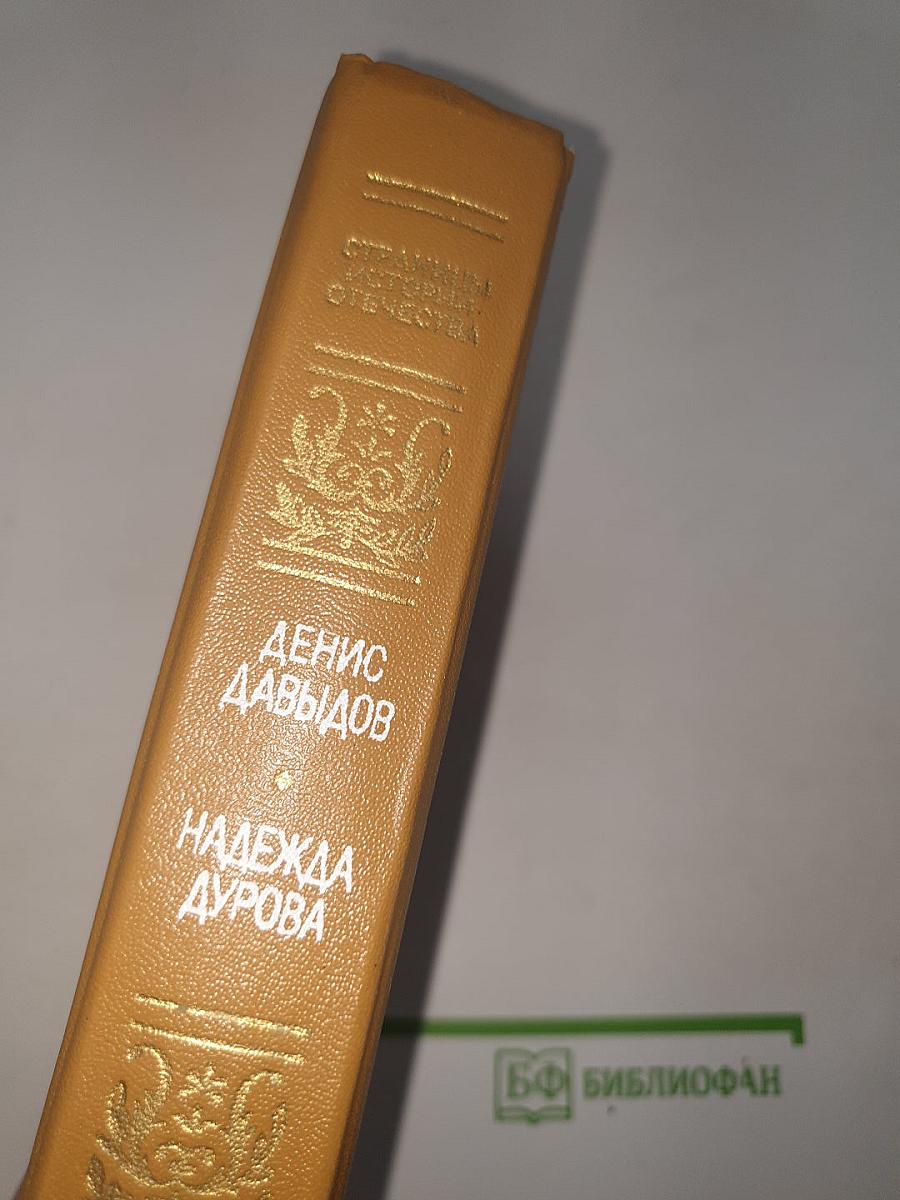 СТРАНИЦЫ
ИСТОРИИ
ОТЕЧЕСТВА
ДЕНИС
ДАВЫДОВ
НАДЕЖДА
ДУРОВА
БФ БИБЛИОФАН